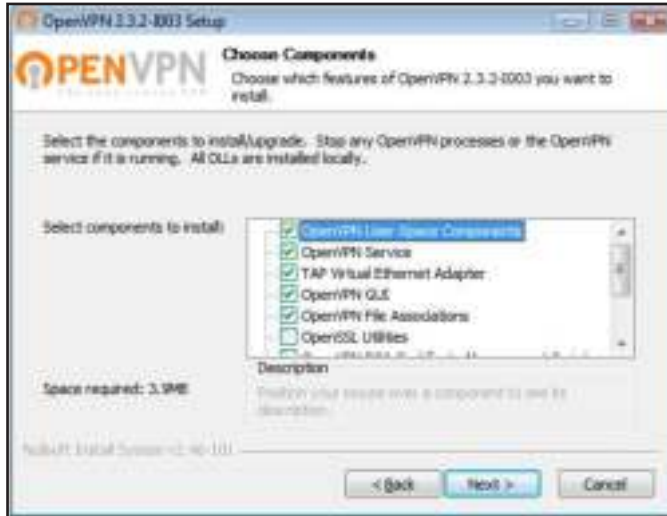 OpenVPN 2.3.2-I003 Setup
OPENVPN
Choose Components
Choose which features of OpenVPN 2.3.2-I003 you want to
install.
Select the components to install/upgrade. Stop any OpenVPN processes or the OpenVPN
service if it is running. All DLLs are installed locally.
Select components to install:
OpenVPN User Space Components
OpenVPN Service
TAP Virtual Ethernet Adapter
OpenVPN GUI
OpenVPN File Associations
OpenSSL Utilities
Description
Space required: 3.9MB
Position your mouse over a component to see its
description.
Nullsoft Install System
< Back
Next >
Cancel